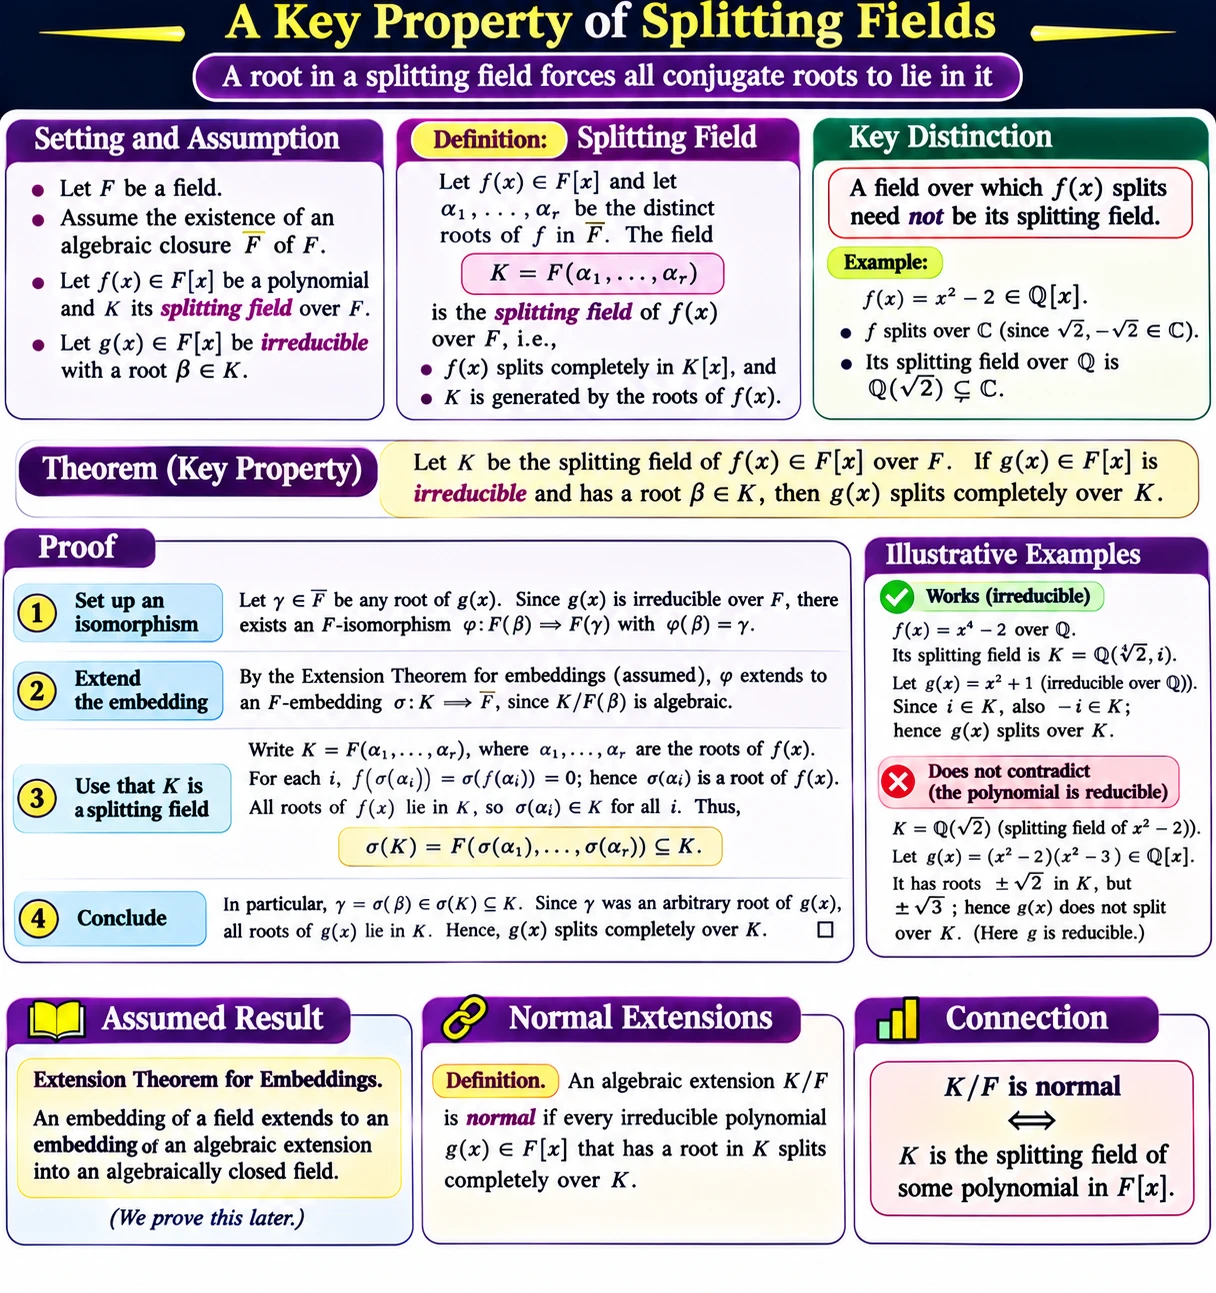 A Key Property of Splitting Fields
A root in a splitting field forces all conjugate roots to lie in it
Setting and Assumption
• Let F be a field.
• Assume the existence of an
algebraic closure F̅ of F.
• Let f(x) ∈ F[x] be a polynomial
and K its splitting field over F.
• Let g(x) ∈ F[x] be irreducible
with a root β ∈ K.
Definition: Splitting Field
Let f(x) ∈ F[x] and let
α₁, . . . , αᵣ be the distinct
roots of f in F̅. The field
K = F(α₁, . . . , αᵣ)
is the splitting field of f(x)
over F, i.e.,
• f(x) splits completely in K[x], and
• K is generated by the roots of f(x).
Key Distinction
A field over which f(x) splits
need not be its splitting field.
Example:
f(x) = x² − 2 ∈ ℚ[x].
• f splits over ℂ (since √2, −√2 ∈ ℂ).
• Its splitting field over ℚ is
ℚ(√2) ⊊ ℂ.
Theorem (Key Property)
Let K be the splitting field of f(x) ∈ F[x] over F. If g(x) ∈ F[x] is
irreducible and has a root β ∈ K, then g(x) splits completely over K.
Proof
1 Set up an
isomorphism
Let γ ∈ F̅ be any root of g(x). Since g(x) is irreducible over F, there
exists an F-isomorphism φ: F(β) ⟹ F(γ) with φ(β) = γ.
2 Extend
the embedding
By the Extension Theorem for embeddings (assumed), φ extends to
an F-embedding σ: K ⟹ F̅, since K/F(β) is algebraic.
3 Use that K is
a splitting field
Write K = F(α₁, . . . , αᵣ), where α₁, . . . , αᵣ are the roots of f(x).
For each i, f(σ(αᵢ)) = σ(f(αᵢ)) = 0; hence σ(αᵢ) is a root of f(x).
All roots of f(x) lie in K, so σ(αᵢ) ∈ K for all i. Thus,
σ(K) = F(σ(α₁), . . . , σ(αᵣ)) ⊆ K.
4 Conclude
In particular, γ = σ(β) ∈ σ(K) ⊆ K. Since γ was an arbitrary root of g(x),
all roots of g(x) lie in K. Hence, g(x) splits completely over K. □
Illustrative Examples
Works (irreducible)
f(x) = x⁴ − 2 over ℚ.
Its splitting field is K = ℚ(∜2, i).
Let g(x) = x² + 1 (irreducible over ℚ)).
Since i ∈ K, also −i ∈ K;
hence g(x) splits over K.
Does not contradict
(the polynomial is reducible)
K = ℚ(√2) (splitting field of x² − 2)).
Let g(x) = (x² − 2)(x² − 3) ∈ ℚ[x].
It has roots ±√2 in K, but
±√3 ; hence g(x) does not split
over K. (Here g is reducible.)
Assumed Result
Extension Theorem for Embeddings.
An embedding of a field extends to an
embedding of an algebraic extension
into an algebraically closed field.
(We prove this later.)
Normal Extensions
Definition. An algebraic extension K/F
is normal if every irreducible polynomial
g(x) ∈ F[x] that has a root in K splits
completely over K.
Connection
K/F is normal
⟺
K is the splitting field of
some polynomial in F[x].